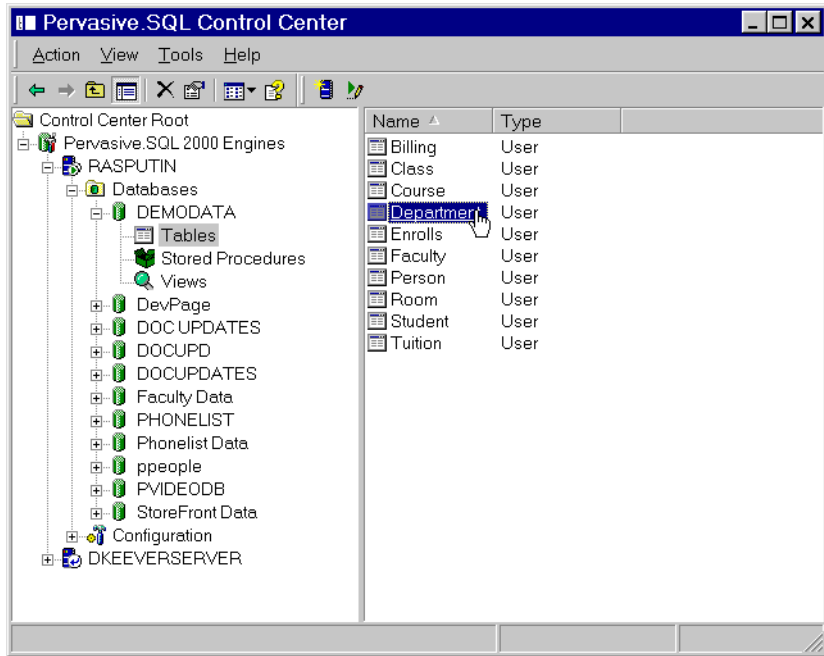 Pervasive.SQL Control Center
Action View Tools Help
Control Center Root
Pervasive.SQL 2000 Engines
RASPUTIN
Databases
DEMODATA
Tables
Stored Procedures
Views
DevPage
DOC UPDATES
DOCUPD
DOCUPDATES
Faculty Data
PHONELIST
Phonelist Data
ppeople
PVIDEODB
StoreFront Data
Configuration
DKEEVERSERVER
Name Type
Billing User
Class User
Course User
Department User
Enrolls User
Faculty User
Person User
Room User
Student User
Tuition User